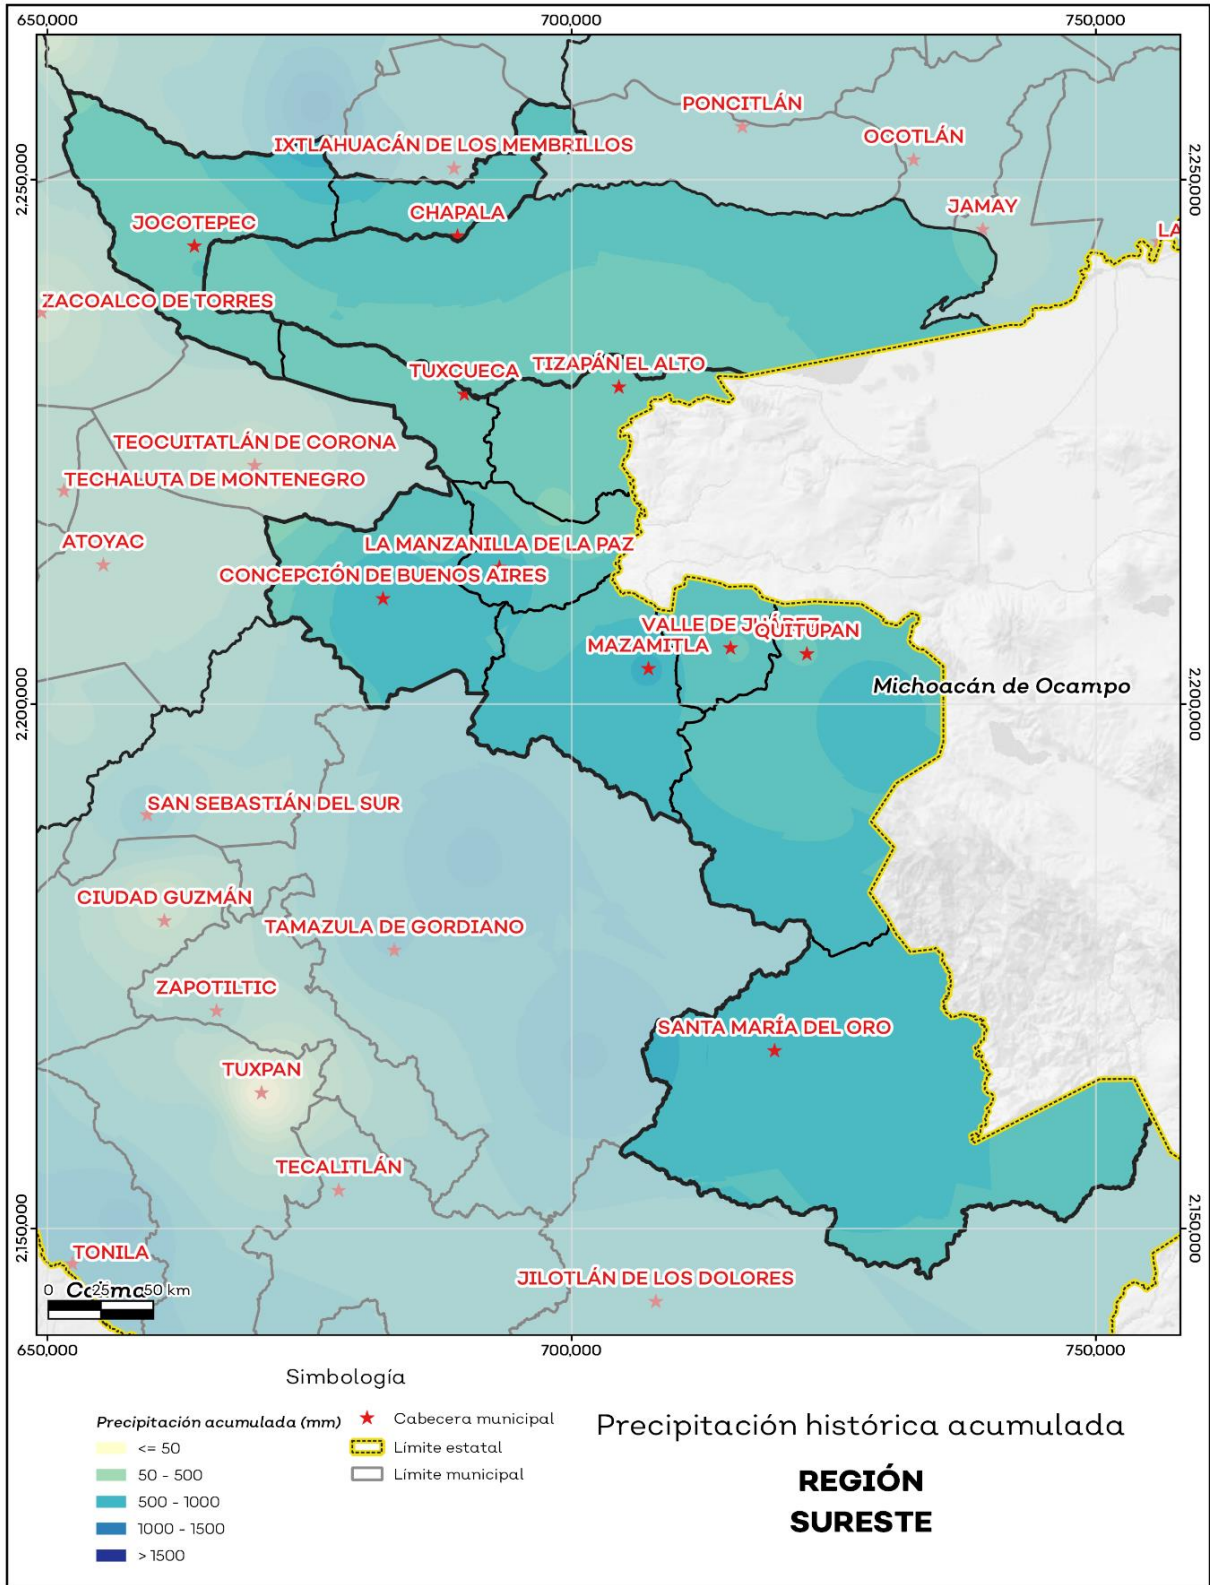 650,000 700,000 750,000
PONCITLÁN
IXTLAHUACÁN DE LOS MEMBRILLOS
OCOTLÁN
2,250,000 2,250,000
CHAPALA
JAMAY
JOCOTEPEC
LA
ZACOALCO DE TORRES
TIZAPÁN EL ALTO
TUXCUECA
TEOCUITATLÁN DE CORONA
TECHALUTA DE MONTENEGRO
ATOYAC
LA MANZANILLA DE LA PAZ
CONCEPCIÓN DE BUENOS AIRES
VALLE DE JUÁREZ
QUITUPAN
MAZAMITLA
Michoacán de Ocampo
2,200,000 2,200,000
SAN SEBASTIÁN DEL SUR
CIUDAD GUZMÁN
TAMAZULA DE GORDIANO
ZAPOTILTIC
SANTA MARÍA DEL ORO
TUXPAN
TECALITLÁN
2,150,000 2,150,000
TONILA
JILOTLÁN DE LOS DOLORES
Colima
0 25 50 km
650,000 700,000 750,000
Simbología
Precipitación acumulada (mm)
<= 50
50 - 500
500 - 1000
1000 - 1500
> 1500
Cabecera municipal
Límite estatal
Límite municipal
Precipitación histórica acumulada
REGIÓN
SURESTE